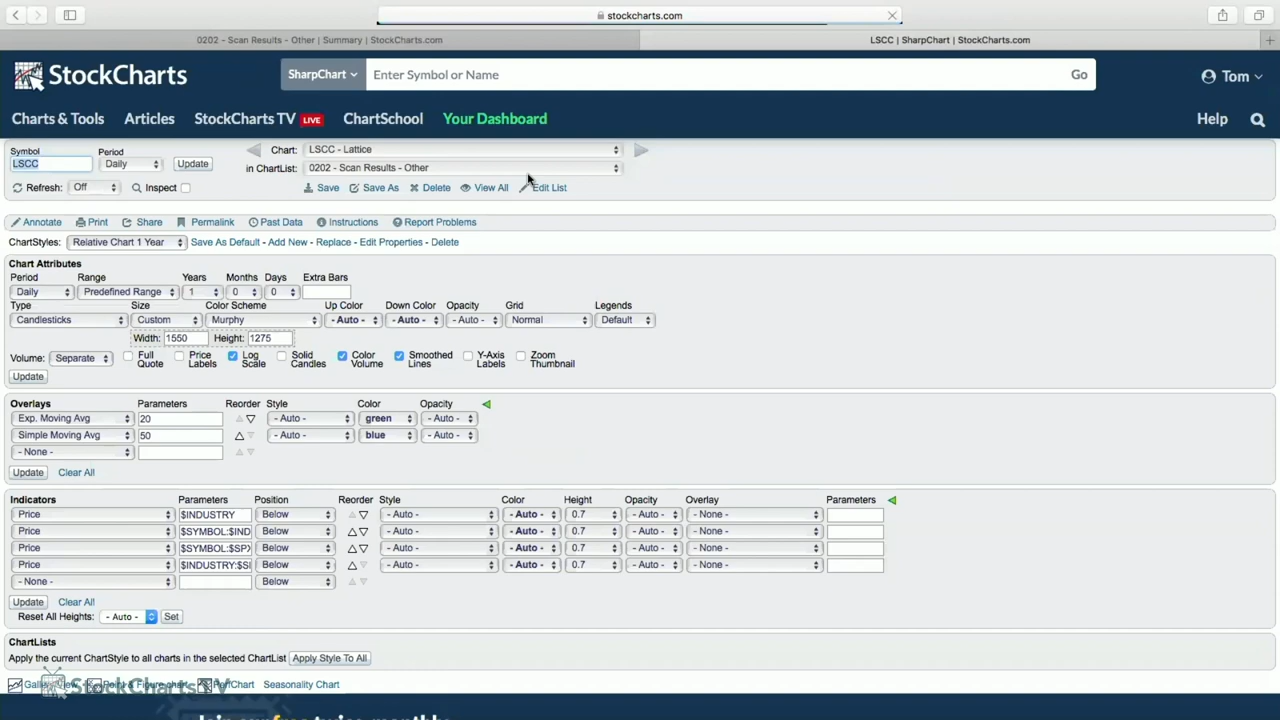 stockcharts.com
0202 - Scan Results - Other | Summary | StockCharts.com
LSCC | SharpChart | StockCharts.com
StockCharts
SharpChart Enter Symbol or Name Go
Tom
Charts & Tools Articles StockCharts TV LIVE ChartSchool Your Dashboard Help
Symbol Period
LSCC Daily Update
Chart: LSCC - Lattice
in ChartList: 0202 - Scan Results - Other
Refresh: Off Inspect Save Save As Delete View All Edit List
Annotate Print Share Permalink Past Data Instructions Report Problems
ChartStyles: Relative Chart 1 Year Save As Default - Add New - Replace - Edit Properties - Delete
Chart Attributes
Period Range Years Months Days Extra Bars
Daily Predefined Range 1 0 0
Type Size Color Scheme Up Color Down Color Opacity Grid Legends
Candlesticks Custom Murphy - Auto - - Auto - - Auto - Normal Default
Width: 1550 Height: 1275
Volume: Separate Full Quote Price Labels Log Scale Solid Candles Color Volume Smoothed Lines Y-Axis Labels Zoom Thumbnail
Update
Overlays Parameters Reorder Style Color Opacity
Exp. Moving Avg 20 - Auto - green - Auto -
Simple Moving Avg 50 - Auto - blue - Auto -
- None -
Update Clear All
Indicators Parameters Position Reorder Style Color Height Opacity Overlay Parameters
Price $INDUSTRY Below - Auto - - Auto - 0.7 - Auto - - None -
Price $SYMBOL:$IND Below - Auto - - Auto - 0.7 - Auto - - None -
Price $SYMBOL:$SPX Below - Auto - - Auto - 0.7 - Auto - - None -
Price $INDUSTRY:$S Below - Auto - - Auto - 0.7 - Auto - - None -
- None - Below
Update Clear All
Reset All Heights: - Auto - Set
ChartLists
Apply the current ChartStyle to all charts in the selected ChartList Apply Style To All
StockCharts TV
Seasonality Chart